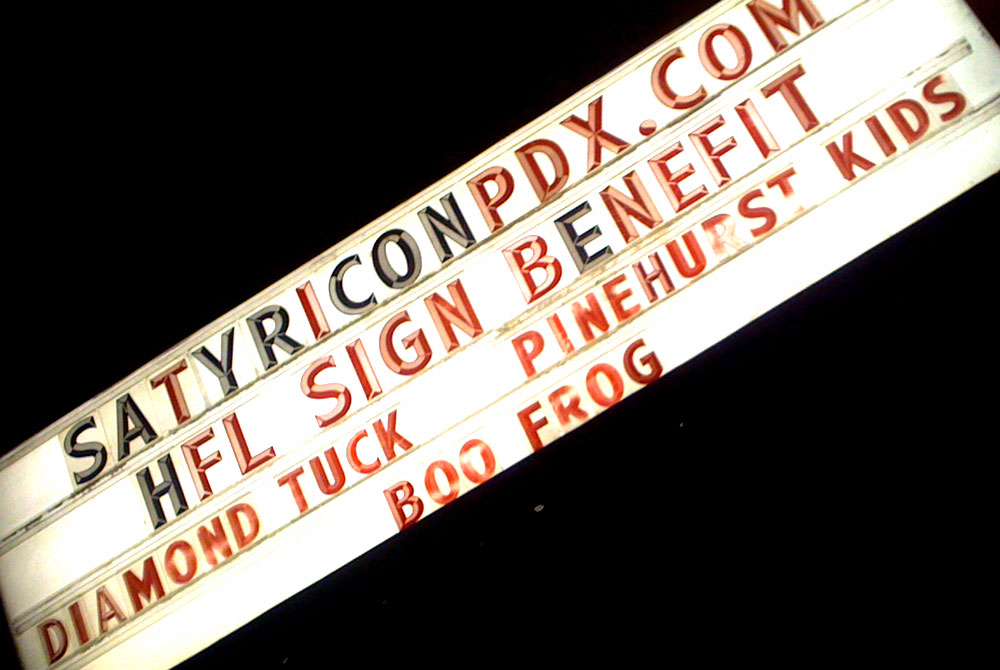 SATYRICONPDX.COM
HFL SIGN BENEFIT
DIAMOND TUCK PINEHURST KIDS
BOO FROG